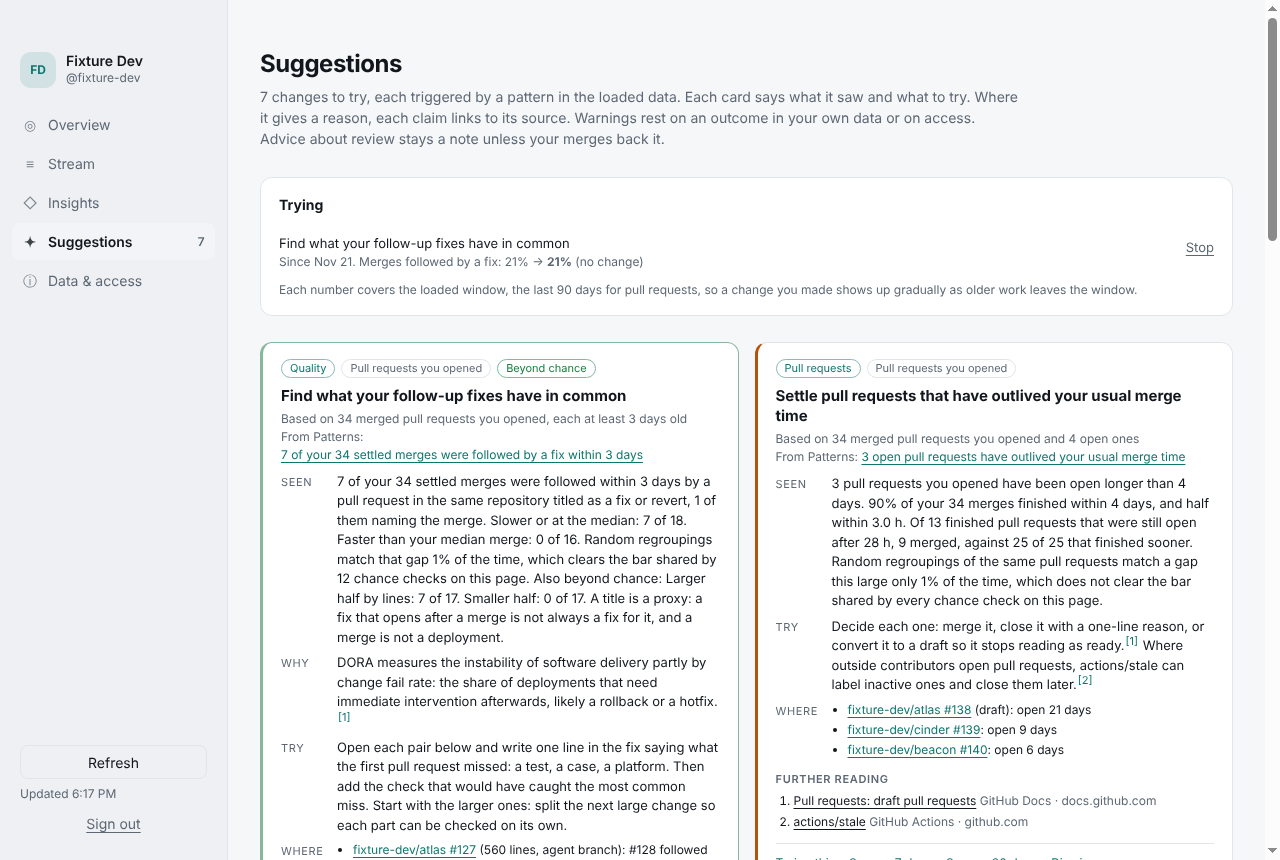 FD
Fixture Dev
@fixture-dev
Overview
Stream
Insights
Suggestions 7
Data & access
Refresh
Updated 6:17 PM
Sign out
Suggestions
7 changes to try, each triggered by a pattern in the loaded data. Each card says what it saw and what to try. Where
it gives a reason, each claim links to its source. Warnings rest on an outcome in your own data or on access.
Advice about review stays a note unless your merges back it.
Trying
Find what your follow-up fixes have in common
Since Nov 21. Merges followed by a fix: 21% → 21% (no change)
Stop
Each number covers the loaded window, the last 90 days for pull requests, so a change you made shows up gradually as older work leaves the window.
Quality Pull requests you opened Beyond chance
Find what your follow-up fixes have in common
Based on 34 merged pull requests you opened, each at least 3 days old
From Patterns:
7 of your 34 settled merges were followed by a fix within 3 days
SEEN 7 of your 34 settled merges were followed within 3 days by a
pull request in the same repository titled as a fix or revert, 1 of
them naming the merge. Slower or at the median: 7 of 18.
Faster than your median merge: 0 of 16. Random regroupings
match that gap 1% of the time, which clears the bar shared by
12 chance checks on this page. Also beyond chance: Larger
half by lines: 7 of 17. Smaller half: 0 of 17. A title is a proxy: a
fix that opens after a merge is not always a fix for it, and a
merge is not a deployment.
WHY DORA measures the instability of software delivery partly by
change fail rate: the share of deployments that need
immediate intervention afterwards, likely a rollback or a hotfix.
[1]
TRY Open each pair below and write one line in the fix saying what
the first pull request missed: a test, a case, a platform. Then
add the check that would have caught the most common
miss. Start with the larger ones: split the next large change so
each part can be checked on its own.
WHERE • fixture-dev/atlas #127 (560 lines, agent branch): #128 followed
Pull requests Pull requests you opened
Settle pull requests that have outlived your usual merge
time
Based on 34 merged pull requests you opened and 4 open ones
From Patterns: 3 open pull requests have outlived your usual merge time
SEEN 3 pull requests you opened have been open longer than 4
days. 90% of your 34 merges finished within 4 days, and half
within 3.0 h. Of 13 finished pull requests that were still open
after 28 h, 9 merged, against 25 of 25 that finished sooner.
Random regroupings of the same pull requests match a gap
this large only 1% of the time, which does not clear the bar
shared by every chance check on this page.
TRY Decide each one: merge it, close it with a one-line reason, or
convert it to a draft so it stops reading as ready.[1] Where
outside contributors open pull requests, actions/stale can
label inactive ones and close them later.[2]
WHERE • fixture-dev/atlas #138 (draft): open 21 days
• fixture-dev/cinder #139: open 9 days
• fixture-dev/beacon #140: open 6 days
FURTHER READING
1. Pull requests: draft pull requests GitHub Docs · docs.github.com
2. actions/stale GitHub Actions · github.com